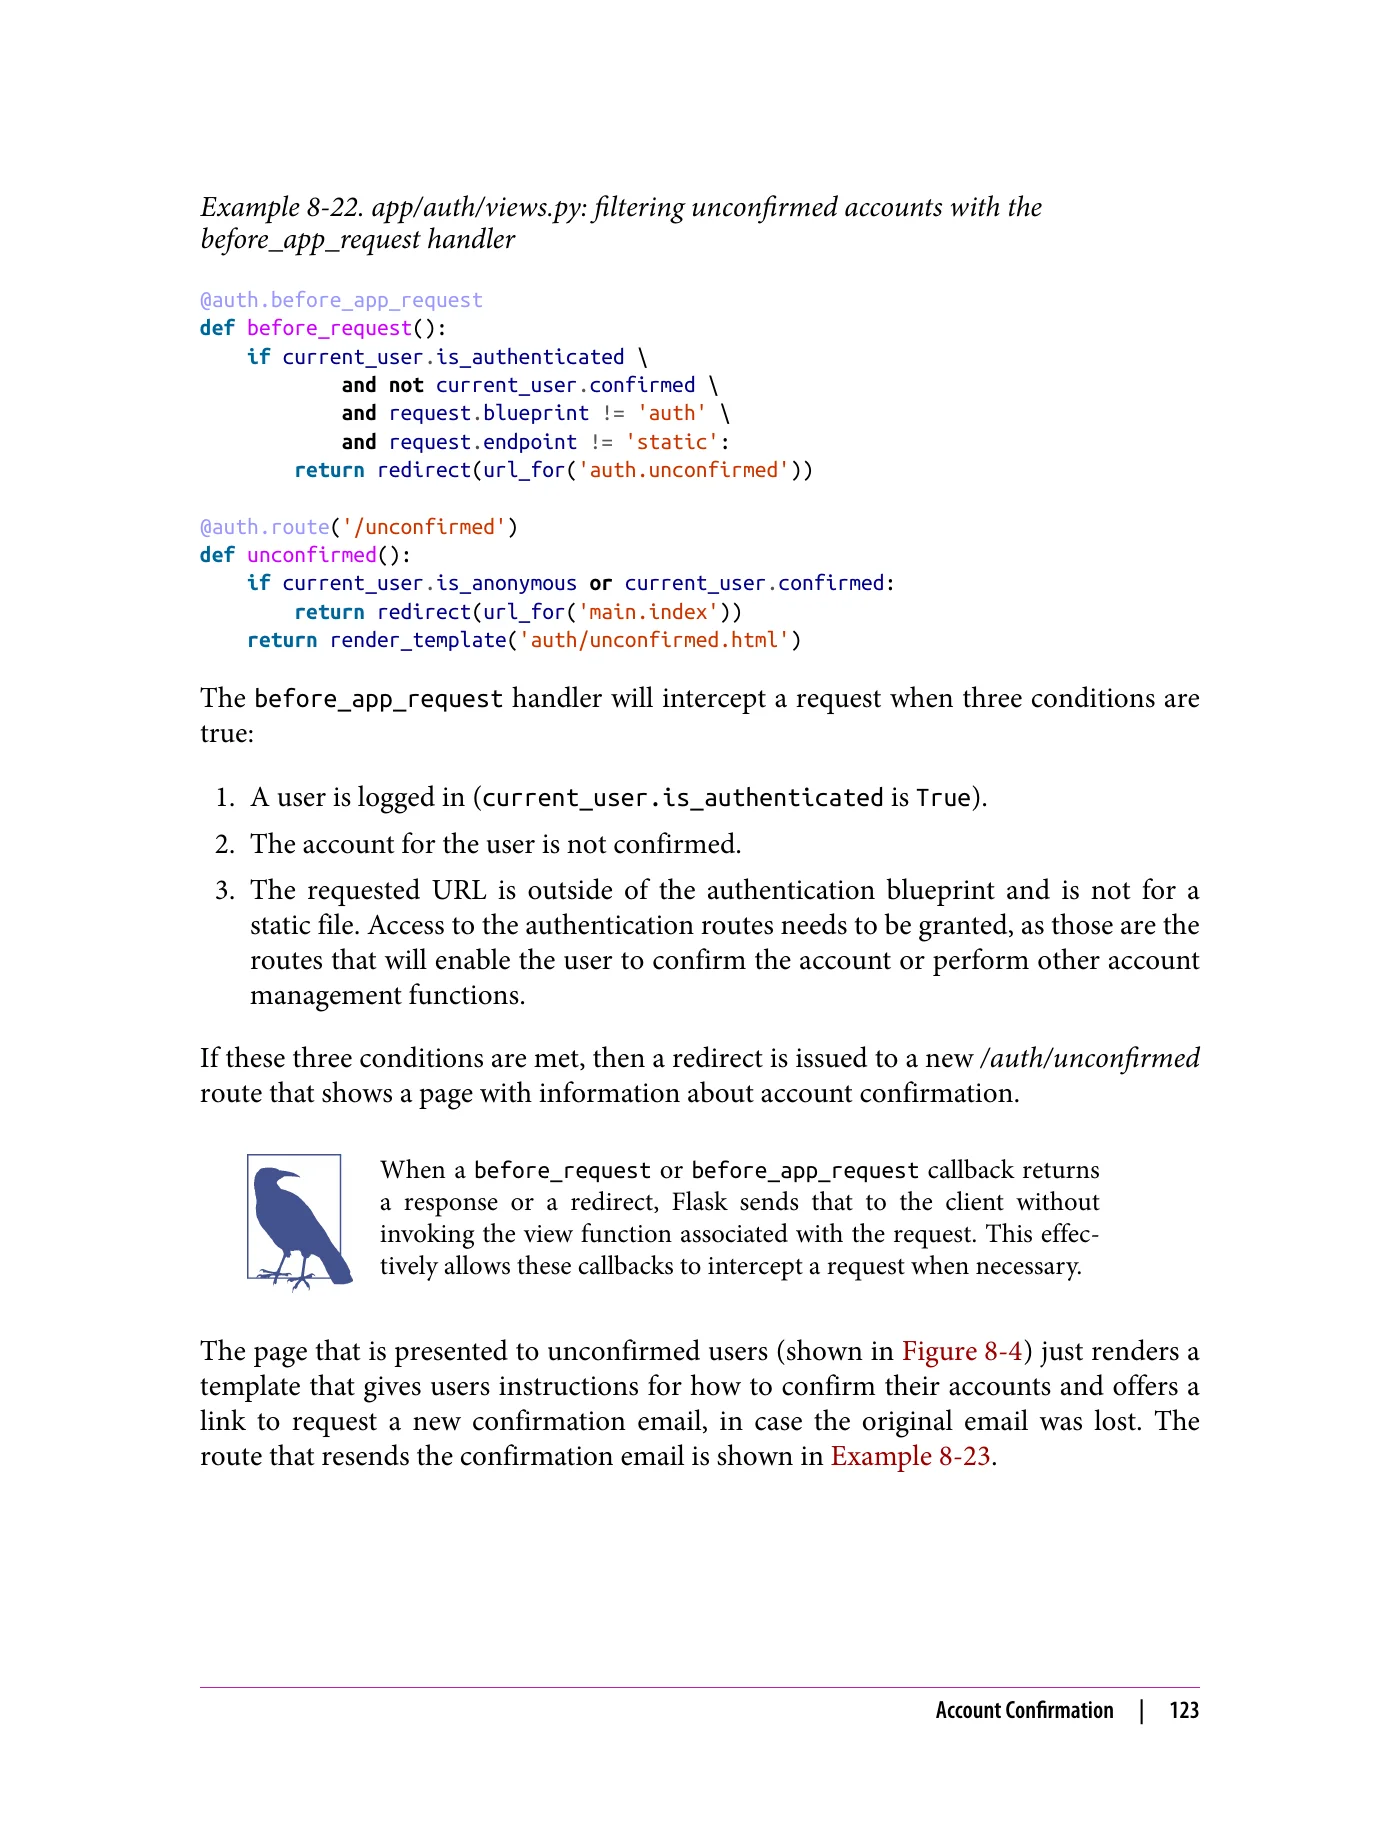 Example 8-22. app/auth/views.py: filtering unconfirmed accounts with the
before_app_request handler
@auth.before_app_request
def before_request():
    if current_user.is_authenticated \
            and not current_user.confirmed \
            and request.blueprint != 'auth' \
            and request.endpoint != 'static':
        return redirect(url_for('auth.unconfirmed'))
@auth.route('/unconfirmed')
def unconfirmed():
    if current_user.is_anonymous or current_user.confirmed:
        return redirect(url_for('main.index'))
    return render_template('auth/unconfirmed.html')
The before_app_request handler will intercept a request when three conditions are
true:
1. A user is logged in (current_user.is_authenticated is True).
2. The account for the user is not confirmed.
3. The requested URL is outside of the authentication blueprint and is not for a
static file. Access to the authentication routes needs to be granted, as those are the
routes that will enable the user to confirm the account or perform other account
management functions.
If these three conditions are met, then a redirect is issued to a new /auth/unconfirmed
route that shows a page with information about account confirmation.
When a before_request or before_app_request callback returns
a response or a redirect, Flask sends that to the client without
invoking the view function associated with the request. This effec-
tively allows these callbacks to intercept a request when necessary.
The page that is presented to unconfirmed users (shown in Figure 8-4) just renders a
template that gives users instructions for how to confirm their accounts and offers a
link to request a new confirmation email, in case the original email was lost. The
route that resends the confirmation email is shown in Example 8-23.
Account Confirmation | 123